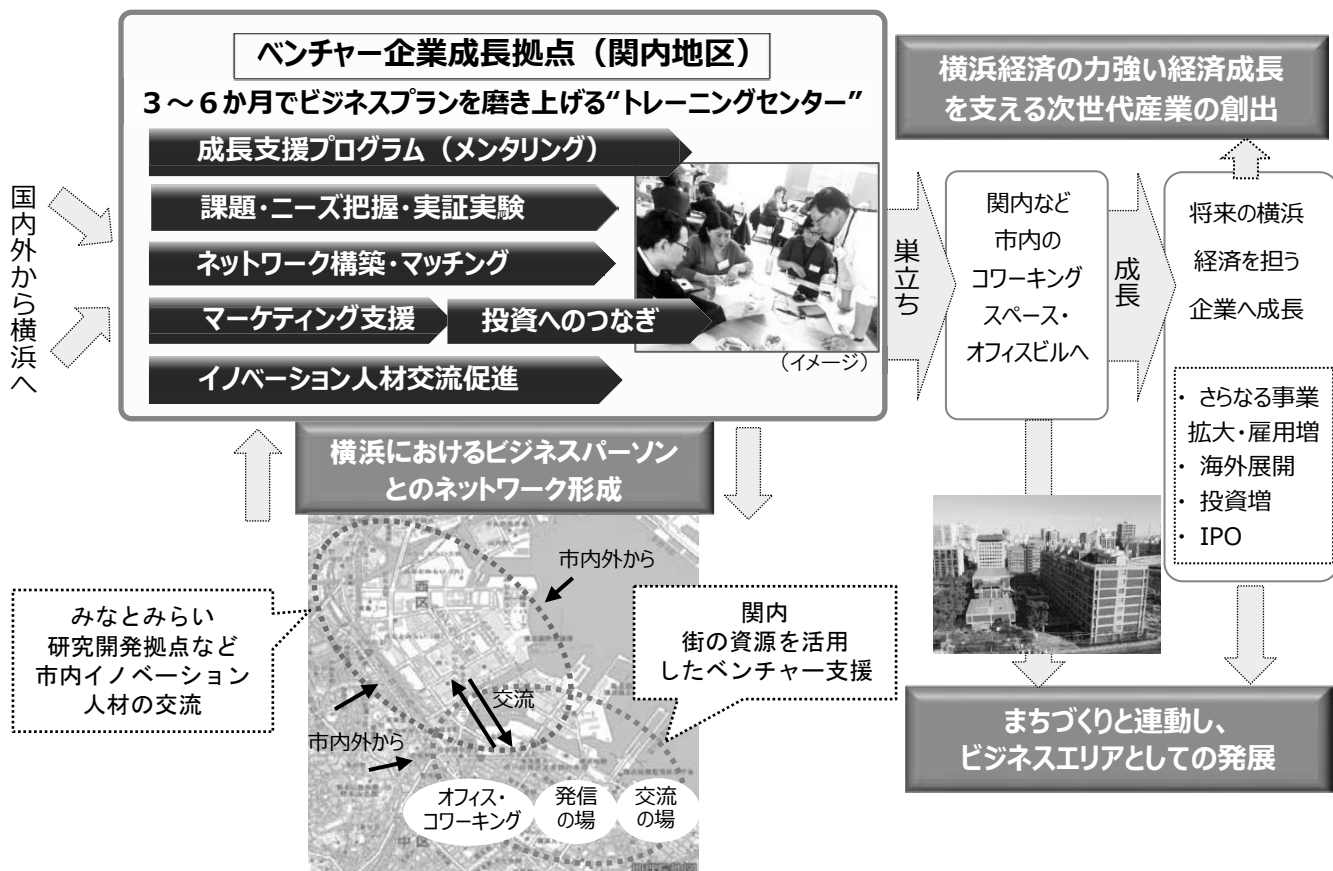 ベンチャー企業成長拠点（関内地区）
３～６か月でビジネスプランを磨き上げる“トレーニングセンター”
成長支援プログラム（メンタリング）
課題・ニーズ把握・実証実験
ネットワーク構築・マッチング
マーケティング支援
投資へのつなぎ
イノベーション人材交流促進
（イメージ）
国内外から横浜へ
巣立ち
関内など
市内の
コワーキング
スペース・
オフィスビルへ
成長
横浜経済の力強い経済成長
を支える次世代産業の創出
将来の横浜
経済を担う
企業へ成長
・ さらなる事業
拡大・雇用増
・ 海外展開
・ 投資増
・ IPO
横浜におけるビジネスパーソン
とのネットワーク形成
みなとみらい
研究開発拠点など
市内イノベーション
人材の交流
市内外から
西
区
交流
市内外から
関内
街の資源を活用
したベンチャー支援
オフィス・
コワーキング
発信
の場
交流
の場
中区
まちづくりと連動し、
ビジネスエリアとしての発展